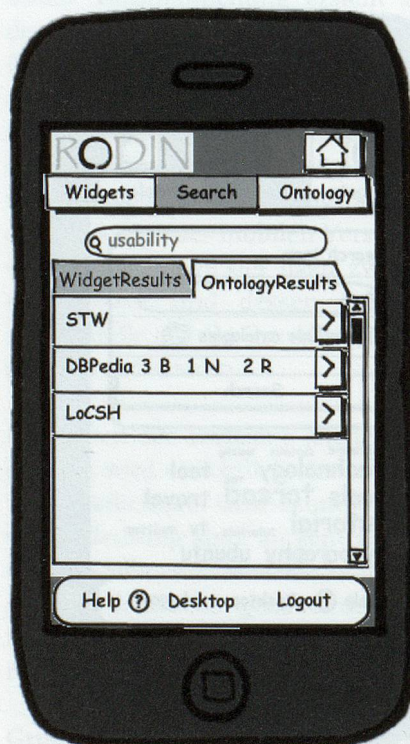 RODIN
Widgets Search Ontology
usability
WidgetResults OntologyResults
STW
DBPedia 3 B 1 N 2 R
LoCSH
Help ? Desktop Logout